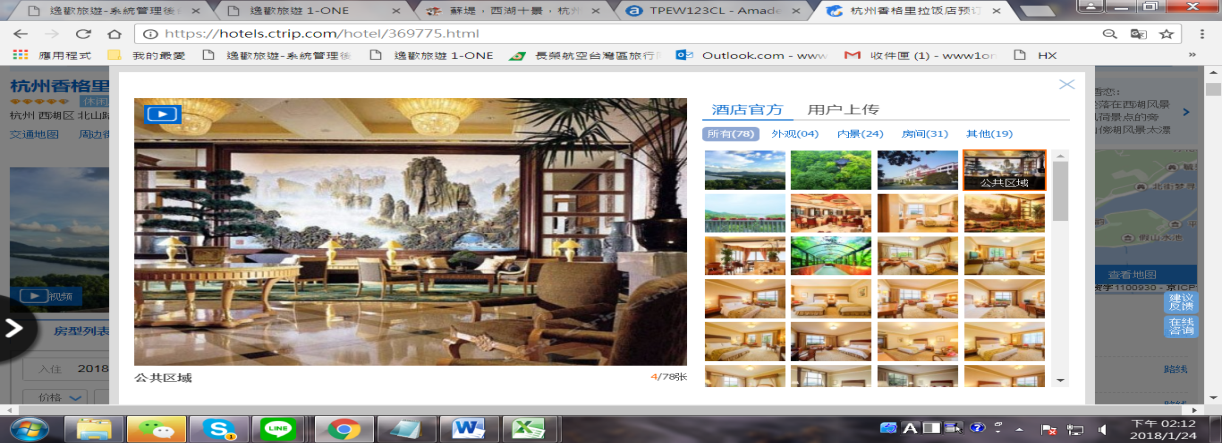 逸歡旅遊-系統管理後
逸歡旅遊 1-ONE
蘇堤，西湖十景，杭州
TPEW123CL - Amade
杭州香格里拉饭店预订
https://hotels.ctrip.com/hotel/369775.html
應用程式
我的最愛
逸歡旅遊-系統管理後
逸歡旅遊 1-ONE
長榮航空台灣區旅行
Outlook.com - www
收件匣 (1) - www1on
HX
»
杭州香格里
休闲
杭州 西湖区 北山路
交通地图 周边
视频
房型列表
入住 2018
价格
酒店官方 用户上传
所有(78) 外观(04) 内景(24) 房间(31) 其他(19)
公共区域
公共区域
4/78张
查看地图
建议
反馈
在线
咨询
路线
路线
下午 02:12
2018/1/24